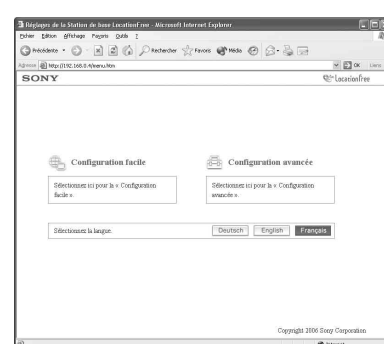 Réglages de la Station de base LocationFree - Microsoft Internet Explorer
Fichier Edition Affichage Favoris Outils ?
Précédente Rechercher Favoris Média
Adresse http://192.168.0.4/menu.htm OK Liens
SONY LocationFree
Configuration facile Configuration avancée
Sélectionnez ici pour la « Configuration
facile ».
Sélectionnez ici pour la « Configuration
avancée ».
Sélectionnez la langue. Deutsch English Français
Copyright 2006 Sony Corporation
Internet